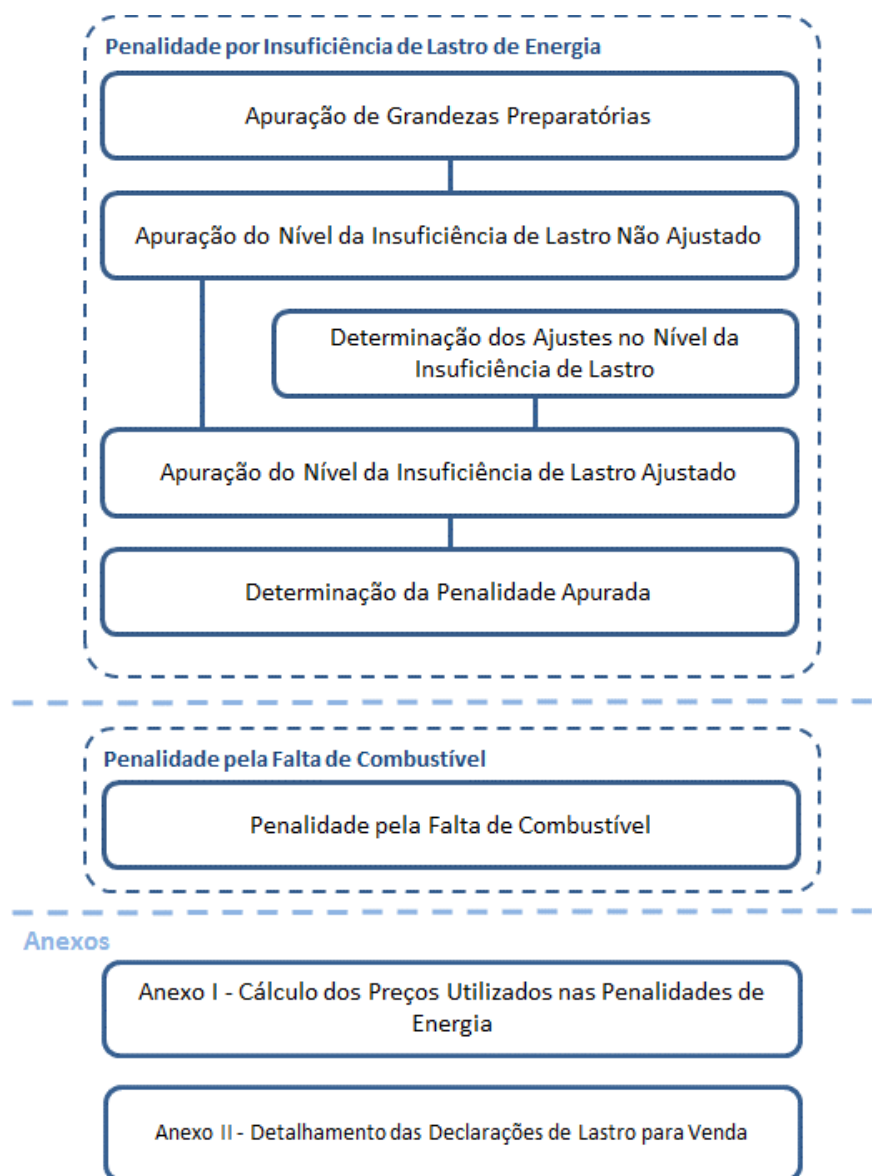 Penalidade por Insuficiência de Lastro de Energia
Apuração de Grandezas Preparatórias
Apuração do Nível da Insuficiência de Lastro Não Ajustado
Determinação dos Ajustes no Nível da
Insuficiência de Lastro
Apuração do Nível da Insuficiência de Lastro Ajustado
Determinação da Penalidade Apurada
Penalidade pela Falta de Combustível
Penalidade pela Falta de Combustível
Anexos
Anexo I - Cálculo dos Preços Utilizados nas Penalidades de
Energia
Anexo II - Detalhamento das Declarações de Lastro para Venda